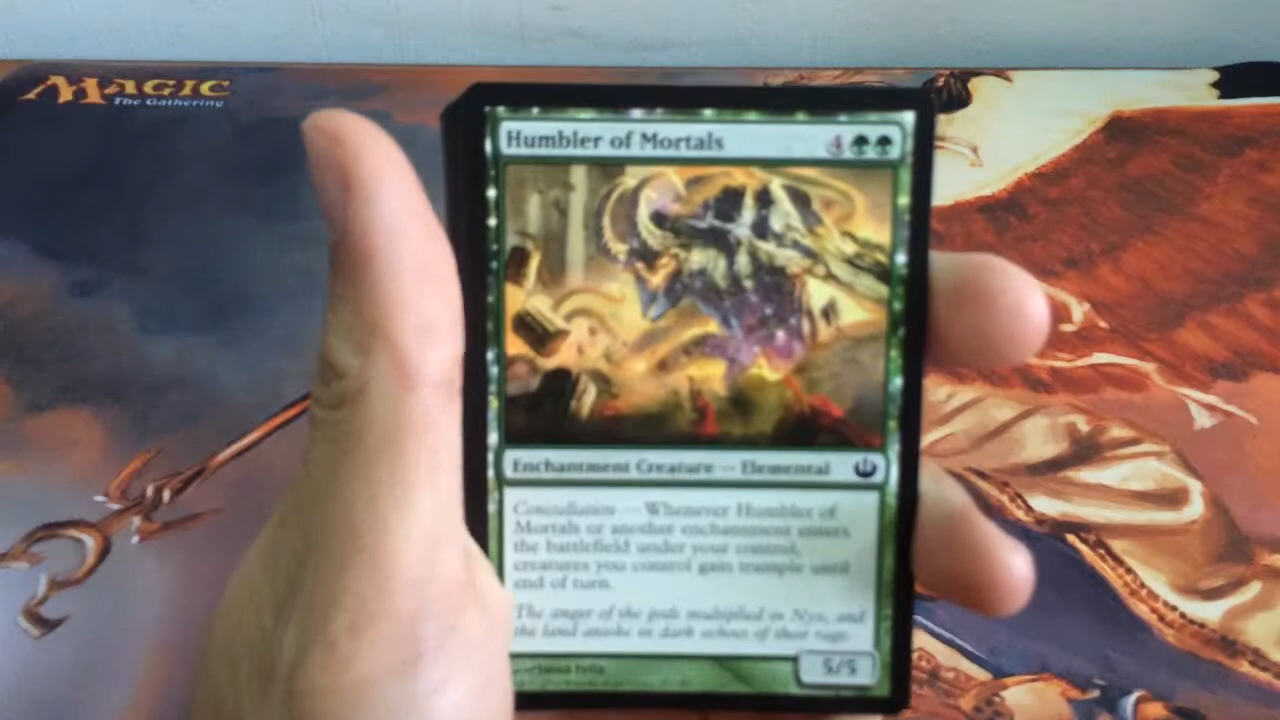 MAGIC
The Gathering
Humbler of Mortals 4
Enchantment Creature — Elemental
Constellation — Whenever Humbler of
Mortals or another enchantment enters
the battlefield under your control,
creatures you control gain trample until
end of turn.
The anger of the gods multiplied in Nyx, and
the land awoke in dark echoes of their rage.
5/5